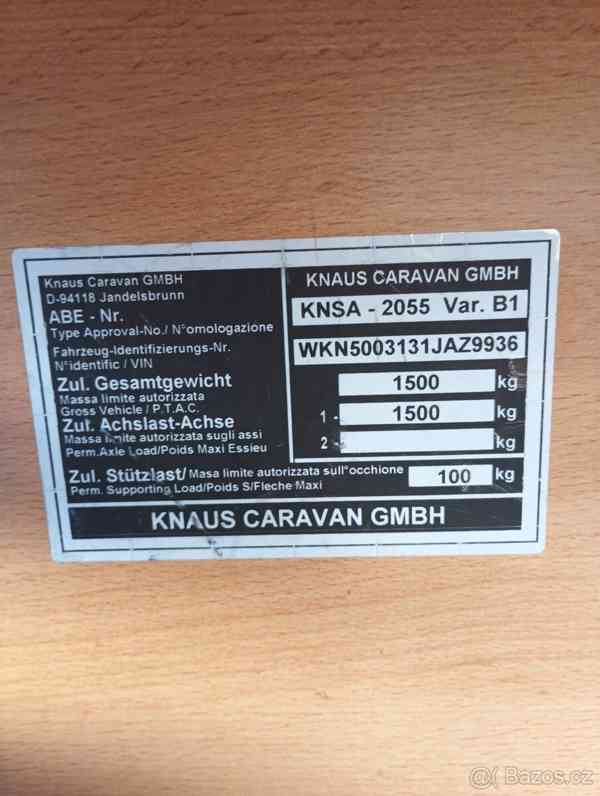 Knaus Caravan GMBH
D-94118 Jandelsbrunn
ABE - Nr.
Type Approval-No./ N°omologazione
Fahrzeug-Identifizierungs-Nr.
N°identific / VIN
Zul. Gesamtgewicht
Massa limite autorizzata
Gross Vehicle / P.T.A.C.
Zul. Achslast-Achse
Massa limite autorizzata sugli assi
Perm.Axle Load/Poids Maxi Essieu
KNAUS CARAVAN GMBH
KNSA - 2055 Var. B1
WKN5003131JAZ9936
1500 kg
1 - 1500 kg
2 - kg
Zul. Stützlast/ Massa limite autorizzata sull°occhione 100 kg
Perm. Supporting Load/Poids S/Fleche Maxi
KNAUS CARAVAN GMBH
Bazos.cz